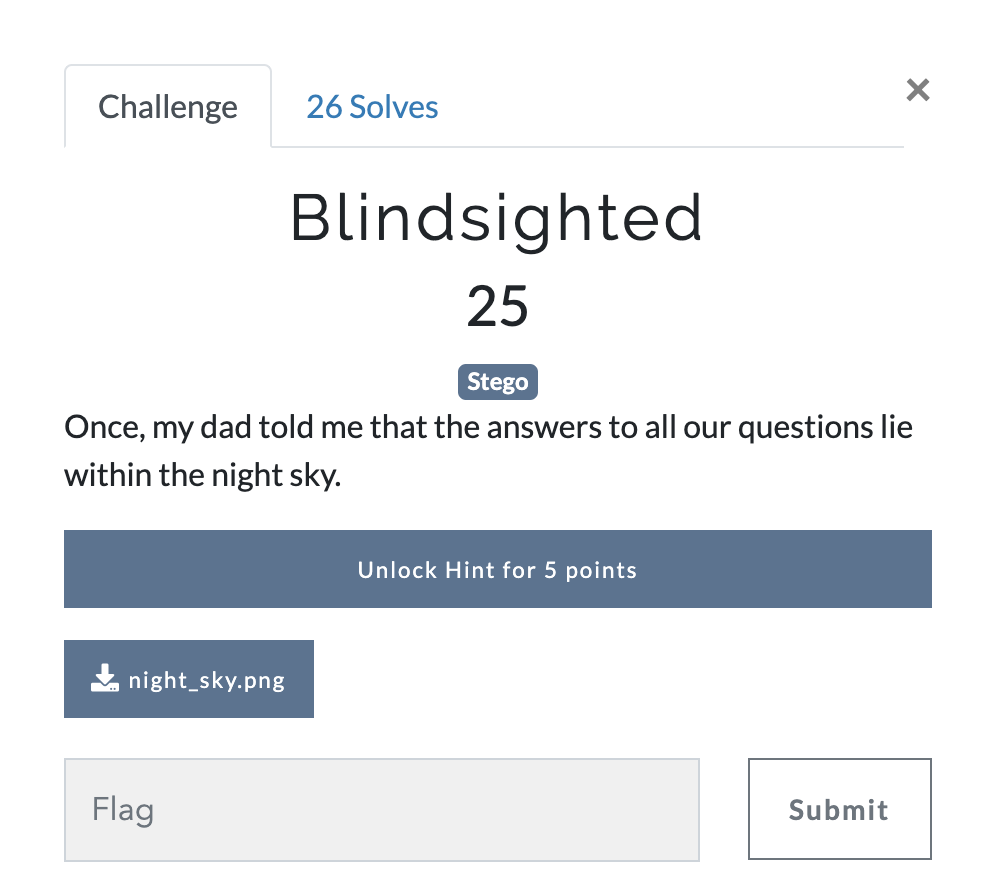 Challenge
26 Solves
×
Blindsighted
25
Stego
Once, my dad told me that the answers to all our questions lie
within the night sky.
Unlock Hint for 5 points
night_sky.png
Flag
Submit